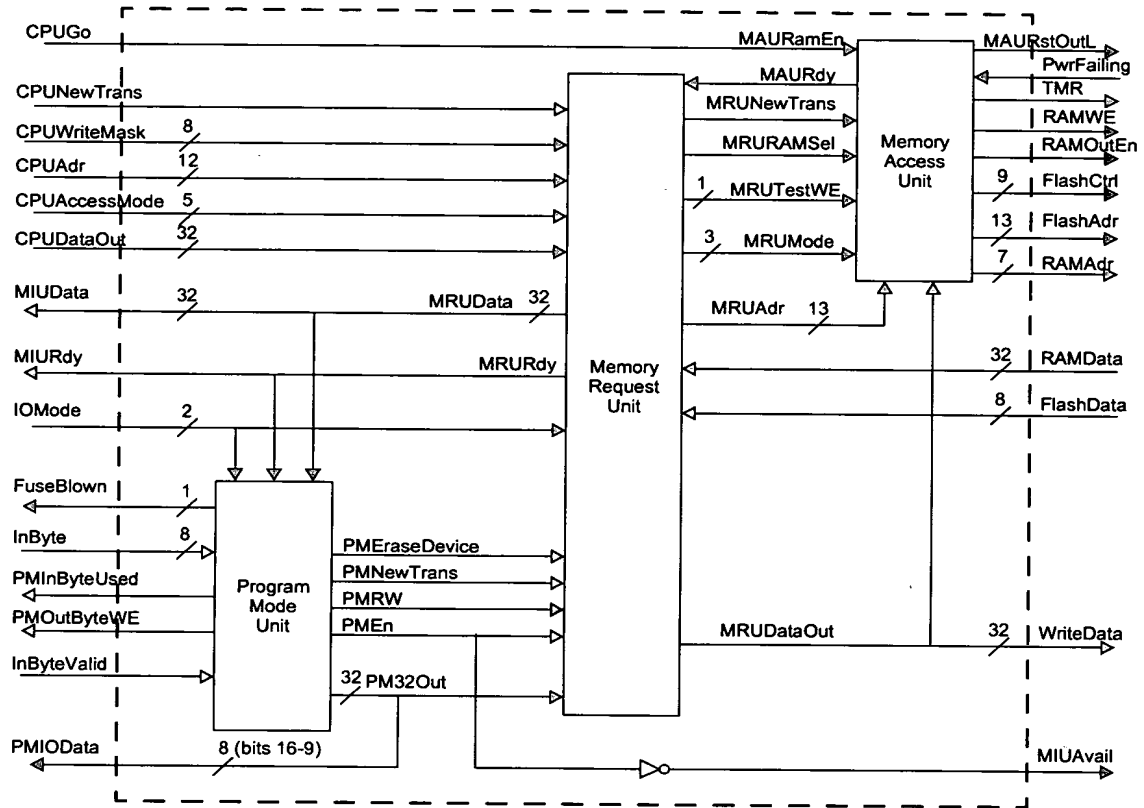 CPUGo
MAURamEn
MAURstOutL
PwrFailing
MAURdy
TMR
CPUNewTrans
MRUNewTrans
RAMWE
CPUWriteMask
8
MRURAMSel
Memory
Access
Unit
RAMOutEn
CPUAdr
12
9
FlashCtrl
CPUAccessMode
5
1
MRUTestWE
13
FlashAdr
CPUDataOut
32
3
MRUMode
7
RAMAdr
MIUData
32
MRUData
32
MRUAdr
13
MIURdy
MRURdy
Memory
Request
Unit
32
RAMData
IOMode
2
8
FlashData
FuseBlown
1
InByte
8
PMEraseDevice
PMInByteUsed
Program
Mode
Unit
PMNewTrans
PMRW
PMOutByteWE
PMEn
MRUDataOut
32
WriteData
InByteValid
32
PM32Out
PMIOData
8 (bits 16-9)
MIUAvail